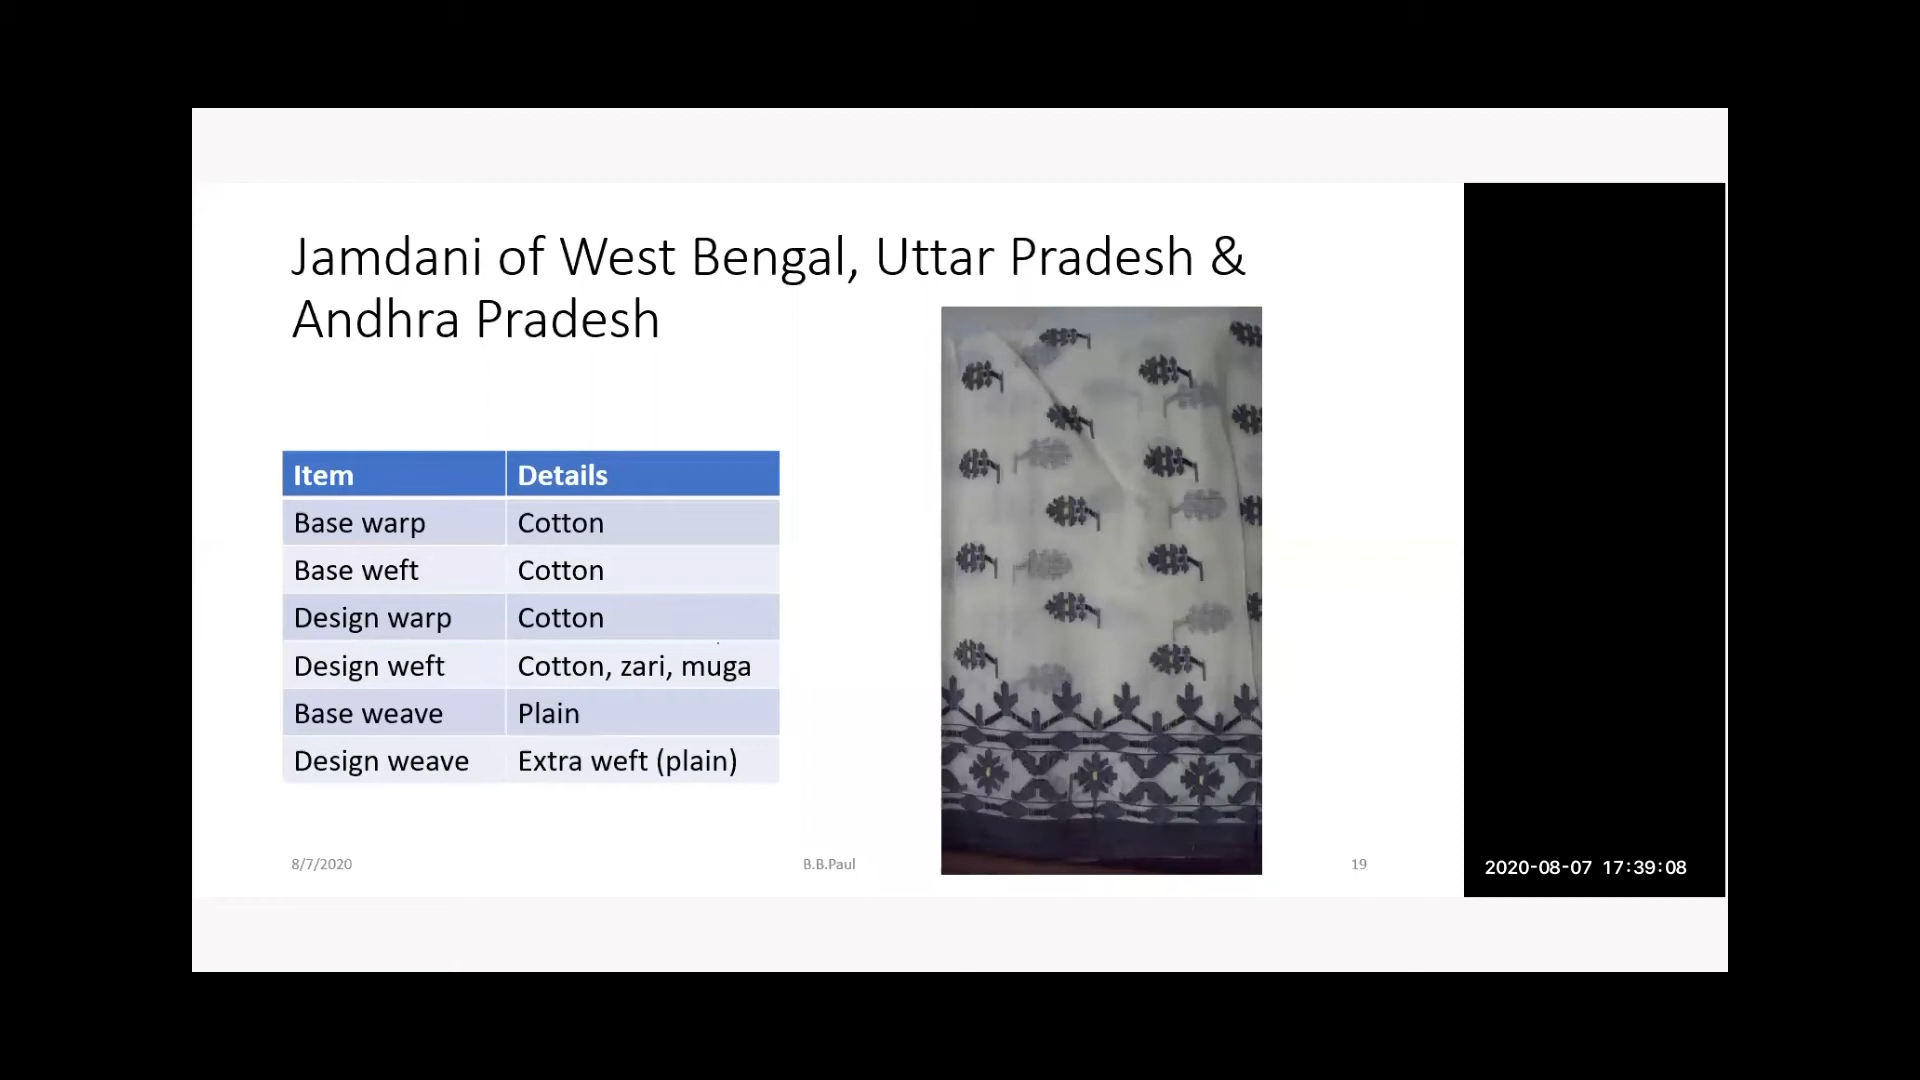 Jamdani of West Bengal, Uttar Pradesh &
Andhra Pradesh
Item Details
Base warp Cotton
Base weft Cotton
Design warp Cotton
Design weft Cotton, zari, muga
Base weave Plain
Design weave Extra weft (plain)
8/7/2020 B.B.Paul 19
2020-08-07 17:39:08